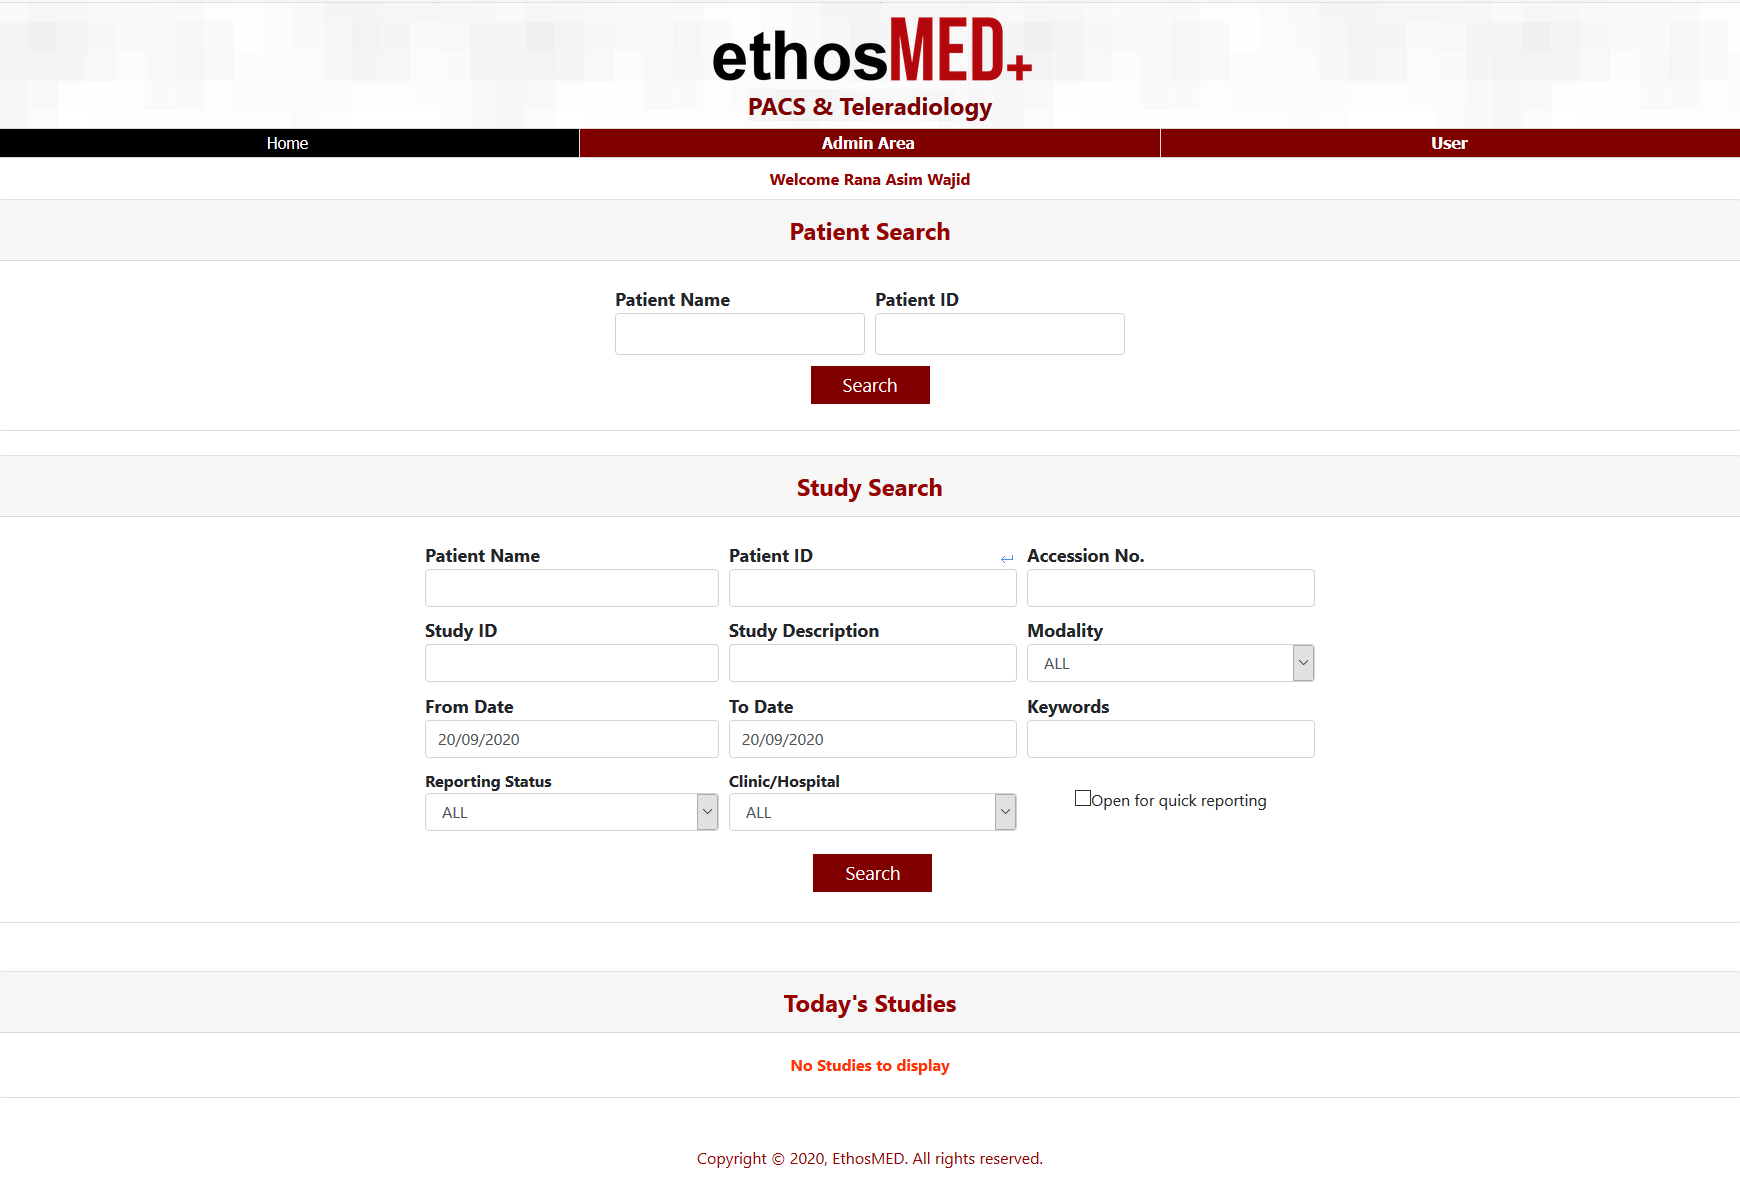 ethosMED+
PACS & Teleradiology
Home Admin Area User
Welcome Rana Asim Wajid
Patient Search
Patient Name Patient ID
Search
Study Search
Patient Name Patient ID Accession No.
Study ID Study Description Modality
ALL
From Date To Date Keywords
20/09/2020 20/09/2020
Reporting Status Clinic/Hospital
ALL ALL Open for quick reporting
Search
Today's Studies
No Studies to display
Copyright © 2020, EthosMED. All rights reserved.